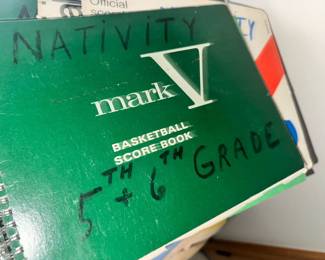 Official
NATIVITY
mark V
BASKETBALL
SCORE BOOK
5TH + 6TH GRADE